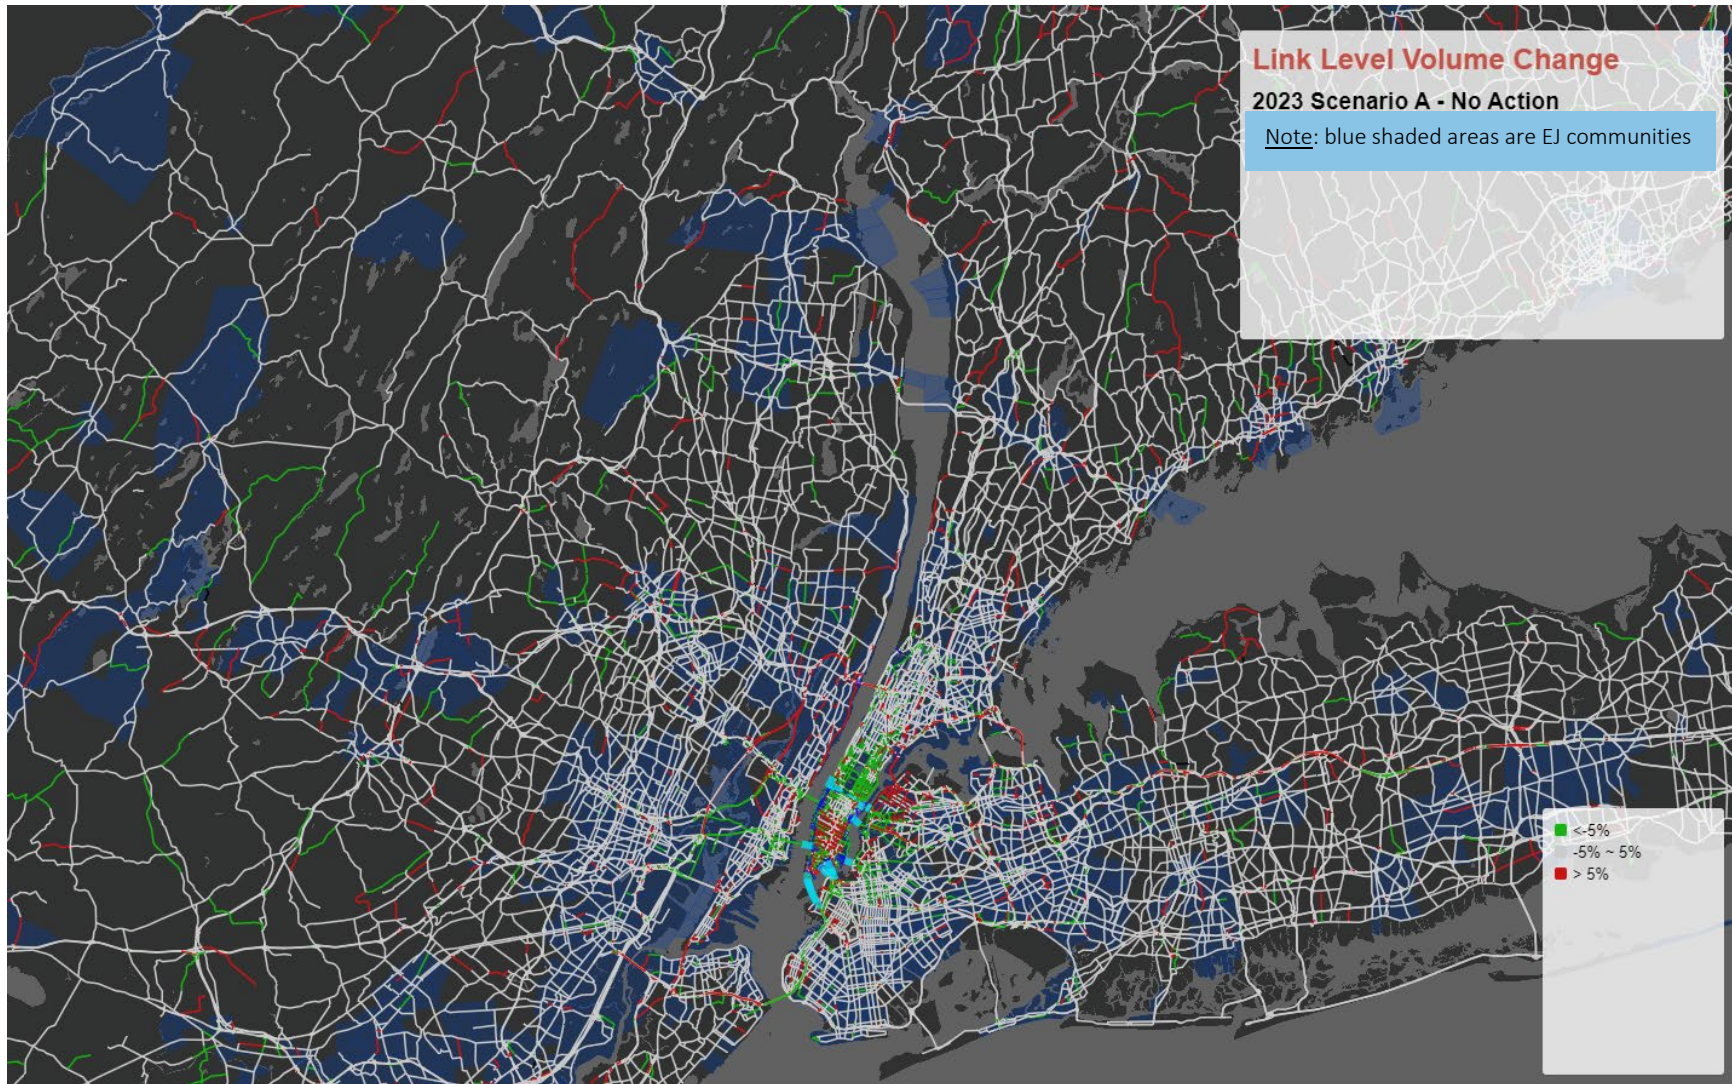 Link Level Volume Change
2023 Scenario A - No Action
Note: blue shaded areas are EJ communities
<-5%
-5% ~ 5%
> 5%